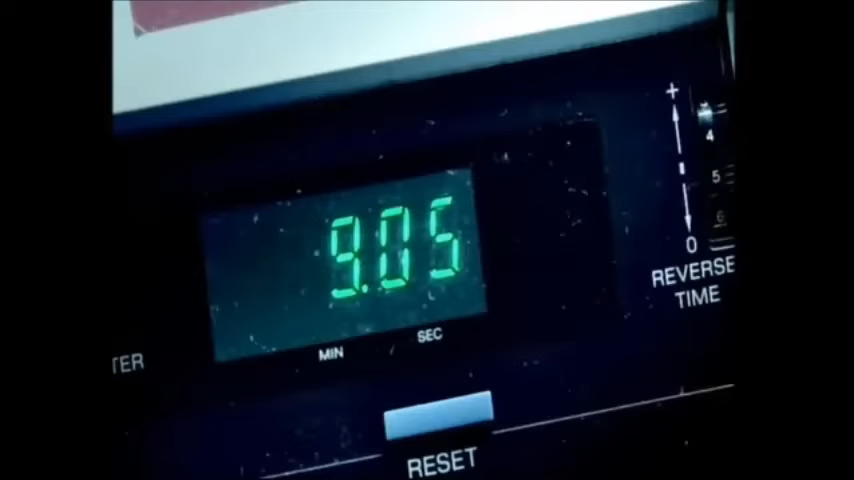 +
4
5
6
0
REVERSE
TIME
9.05
MIN SEC
TER
RESET